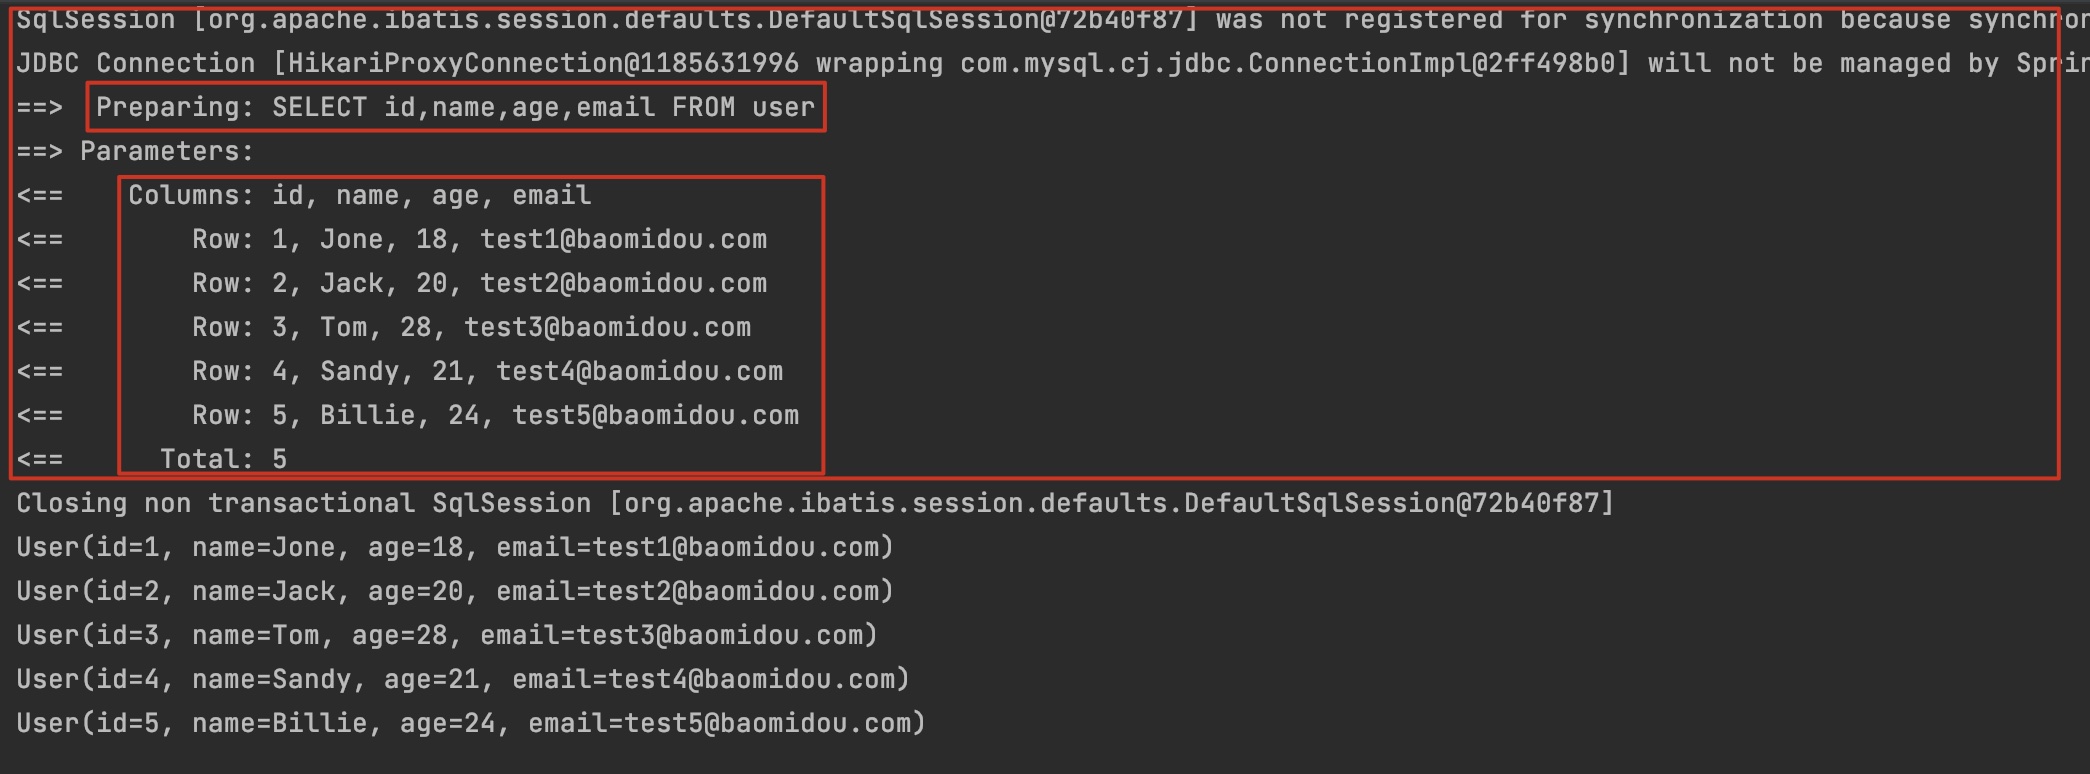 SqlSession [org.apache.ibatis.session.defaults.DefaultSqlSession@72b40f87] was not registered for synchronization because
JDBC Connection [HikariProxyConnection@1185631996 wrapping com.mysql.cj.jdbc.ConnectionImpl@2ff498b0] will not be managed by
==>  Preparing: SELECT id,name,age,email FROM user
==> Parameters:
<==    Columns: id, name, age, email
<==        Row: 1, Jone, 18, test1@baomidou.com
<==        Row: 2, Jack, 20, test2@baomidou.com
<==        Row: 3, Tom, 28, test3@baomidou.com
<==        Row: 4, Sandy, 21, test4@baomidou.com
<==        Row: 5, Billie, 24, test5@baomidou.com
<==      Total: 5
Closing non transactional SqlSession [org.apache.ibatis.session.defaults.DefaultSqlSession@72b40f87]
User(id=1, name=Jone, age=18, email=test1@baomidou.com)
User(id=2, name=Jack, age=20, email=test2@baomidou.com)
User(id=3, name=Tom, age=28, email=test3@baomidou.com)
User(id=4, name=Sandy, age=21, email=test4@baomidou.com)
User(id=5, name=Billie, age=24, email=test5@baomidou.com)